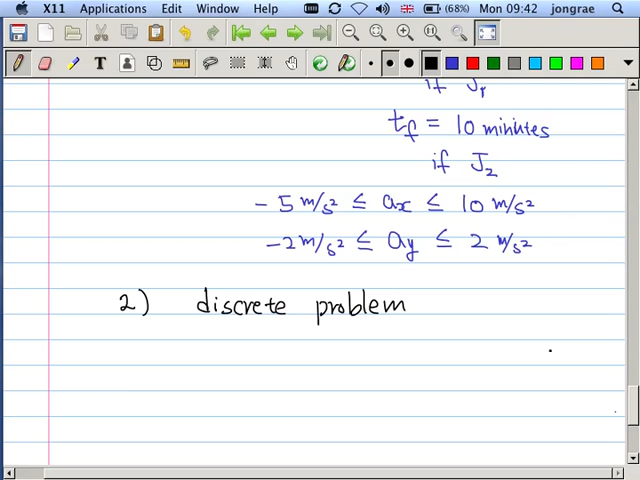 X11 Applications Edit Window Help (68%) Mon 09:42 jongrae
if J₁
t_f = 10 minutes
if J₂
-5 m/s² ≤ ax ≤ 10 m/s²
-2 m/s² ≤ ay ≤ 2 m/s²
2) discrete problem